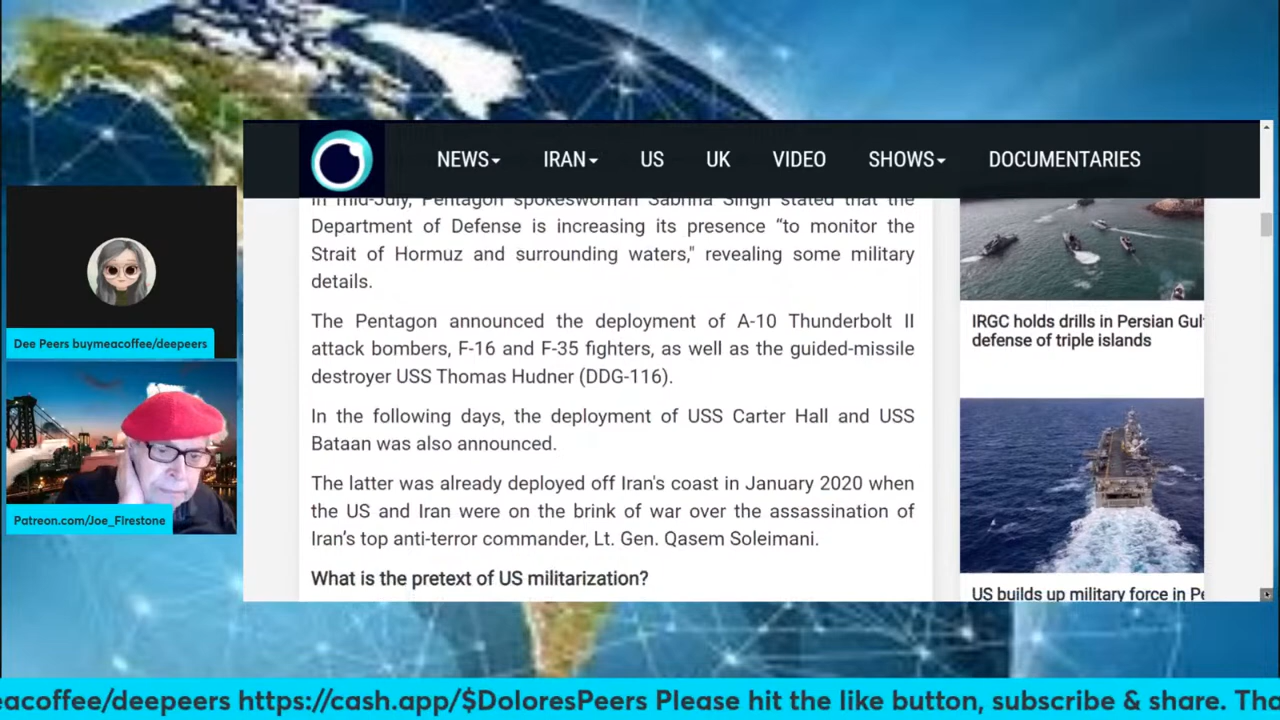 NEWS IRAN US UK VIDEO SHOWS DOCUMENTARIES
In mid-July, Pentagon spokeswoman Sabrina Singh stated that the
Department of Defense is increasing its presence “to monitor the
Strait of Hormuz and surrounding waters," revealing some military
details.
The Pentagon announced the deployment of A-10 Thunderbolt II
attack bombers, F-16 and F-35 fighters, as well as the guided-missile
destroyer USS Thomas Hudner (DDG-116).
In the following days, the deployment of USS Carter Hall and USS
Bataan was also announced.
The latter was already deployed off Iran's coast in January 2020 when
the US and Iran were on the brink of war over the assassination of
Iran’s top anti-terror commander, Lt. Gen. Qasem Soleimani.
What is the pretext of US militarization?
IRGC holds drills in Persian Gul
defense of triple islands
US builds up military force in Pe
Dee Peers buymeacoffee/deepeers
Patreon.com/Joe_Firestone
eacoffee/deepeers https://cash.app/$DoloresPeers Please hit the like button, subscribe & share. Tha